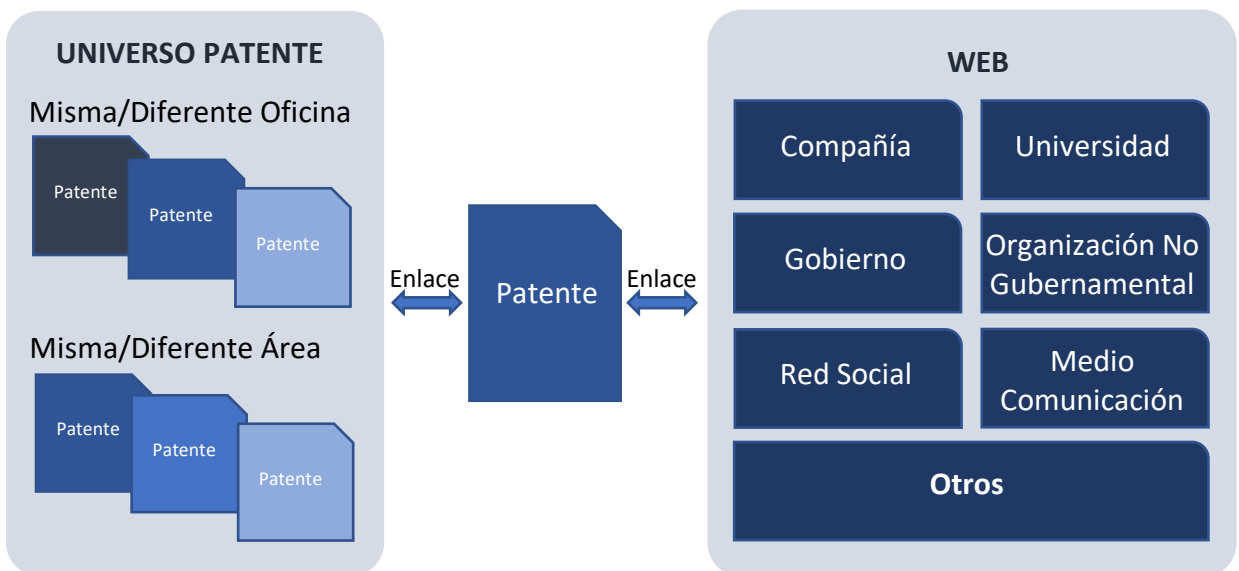 UNIVERSO PATENTE
Misma/Diferente Oficina
Patente
Patente
Patente
Misma/Diferente Área
Patente
Patente
Patente
Enlace
Patente
Enlace
WEB
Compañía
Universidad
Gobierno
Organización No
Gubernamental
Red Social
Medio
Comunicación
Otros